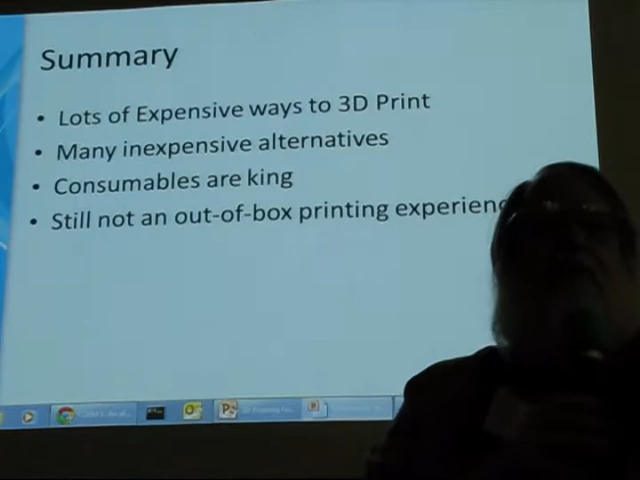 Summary
• Lots of Expensive ways to 3D Print
• Many inexpensive alternatives
• Consumables are king
• Still not an out-of-box printing